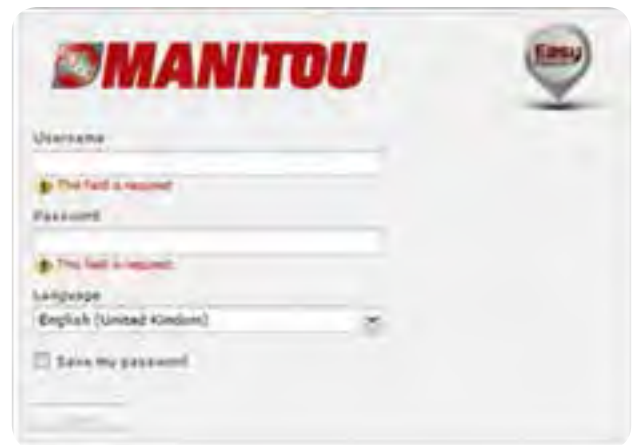 MANITOU
Easy
Username
This field is required
Password
This field is required
Language
English (United Kingdom)
Save my password